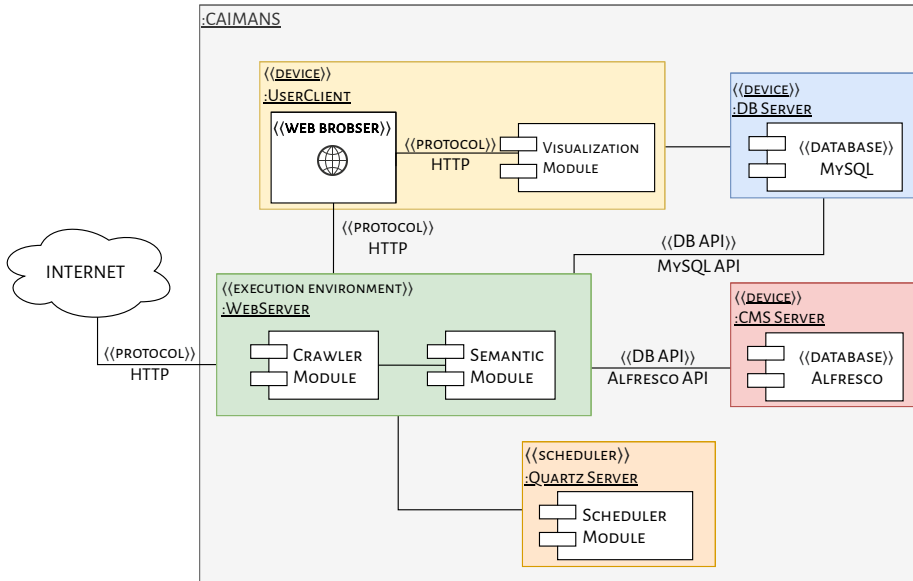 :CAIMANS
⟨⟨DEVICE⟩⟩
:USERCLIENT
⟨⟨WEB BROBSER⟩⟩
⟨⟨PROTOCOL⟩⟩
HTTP
VISUALIZATION
MODULE
⟨⟨DEVICE⟩⟩
:DB SERVER
⟨⟨DATABASE⟩⟩
MYSQL
⟨⟨PROTOCOL⟩⟩
HTTP
⟨⟨DB API⟩⟩
MYSQL API
INTERNET
⟨⟨PROTOCOL⟩⟩
HTTP
⟨⟨EXECUTION ENVIRONMENT⟩⟩
:WEBSERVER
CRAWLER
MODULE
SEMANTIC
MODULE
⟨⟨DB API⟩⟩
ALFRESCO API
⟨⟨DEVICE⟩⟩
:CMS SERVER
⟨⟨DATABASE⟩⟩
ALFRESCO
⟨⟨SCHEDULER⟩⟩
:QUARTZ SERVER
SCHEDULER
MODULE